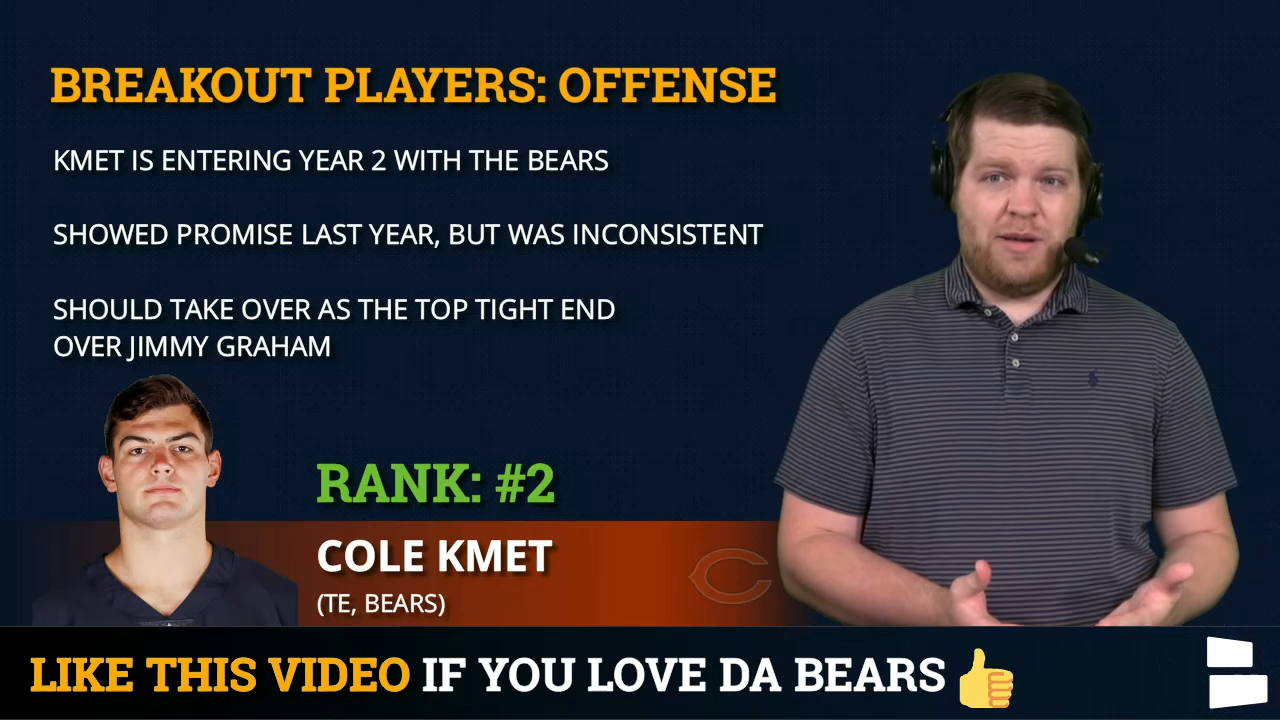 BREAKOUT PLAYERS: OFFENSE
KMET IS ENTERING YEAR 2 WITH THE BEARS
SHOWED PROMISE LAST YEAR, BUT WAS INCONSISTENT
SHOULD TAKE OVER AS THE TOP TIGHT END
OVER JIMMY GRAHAM
RANK: #2
COLE KMET
(TE, BEARS)
LIKE THIS VIDEO IF YOU LOVE DA BEARS